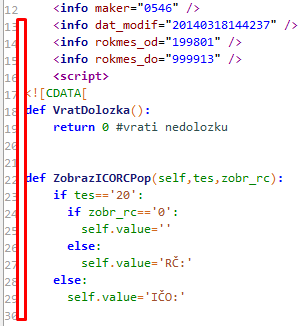 12 <info maker="0546" />
13 <info dat_modif="20140318144237" />
14 <info rokmes_od="199801" />
15 <info rokmes_do="999913" />
16 <script>
17 <![CDATA[
18 def VratDolozka():
19 return 0 #vrati nedolozku
20
21
22 def ZobrazICORCPop(self,tes,zobr_rc):
23 if tes=='20':
24 if zobr_rc=='0':
25 self.value=''
26 else:
27 self.value='RČ:'
28 else:
29 self.value='IČO:'
30